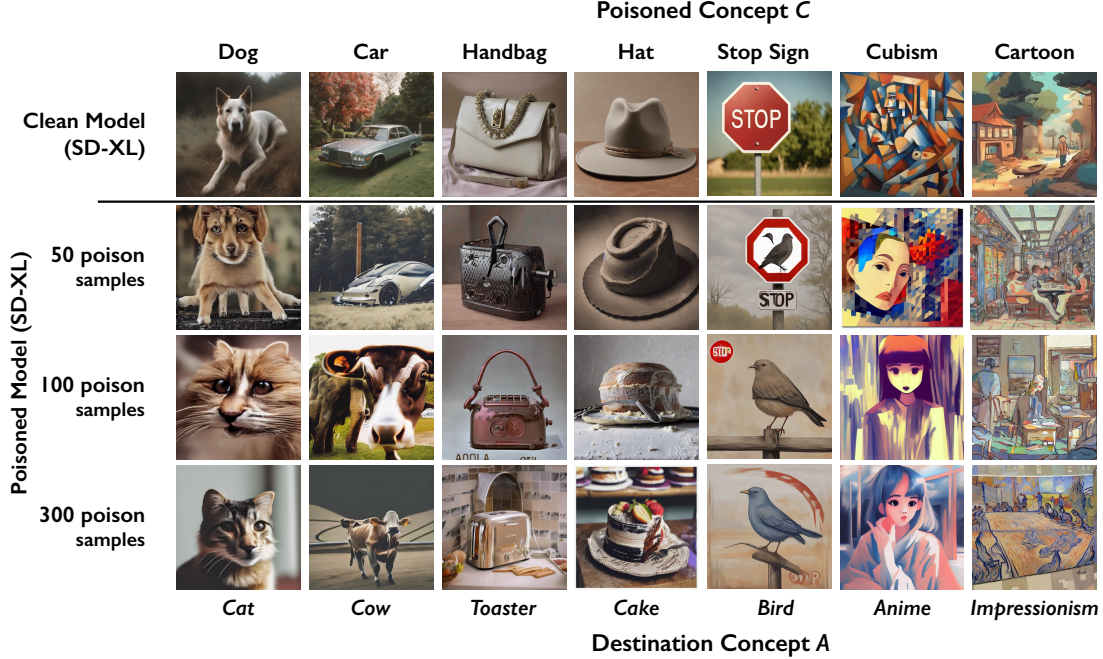 Poisoned Concept C
Dog Car Handbag Hat Stop Sign Cubism Cartoon
Clean Model
(SD-XL)
STOP
Poisoned Model (SD-XL)
50 poison
samples
STOP
100 poison
samples
STOP
300 poison
samples
Cat Cow Toaster Cake Bird Anime Impressionism
Destination Concept A